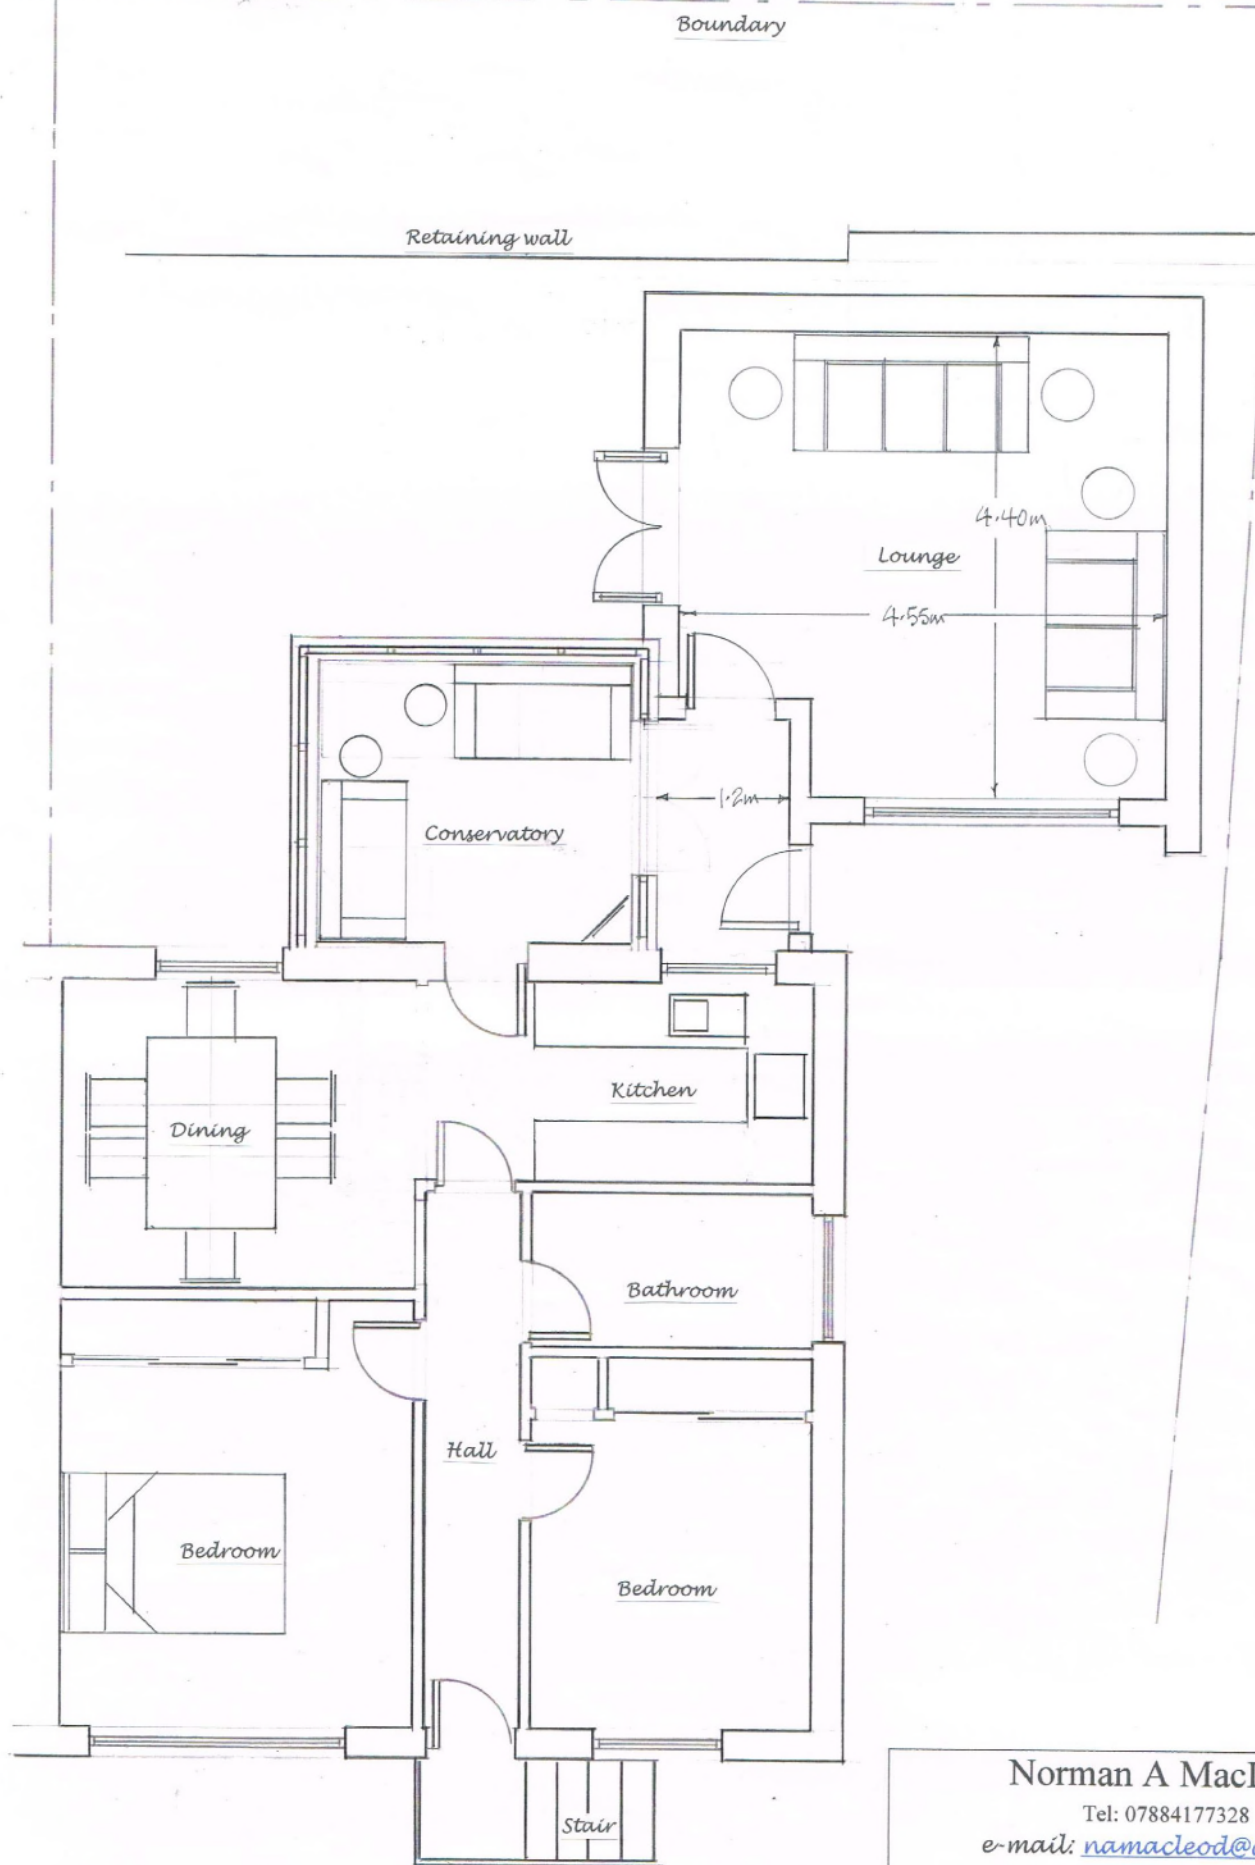 Boundary
Retaining wall
4.40m
Lounge
4.55m
1.2m
Conservatory
Kitchen
Dining
Bathroom
Hall
Bedroom
Bedroom
Stair
Norman A Mac
Tel: 07884177328
e-mail: namacleod@